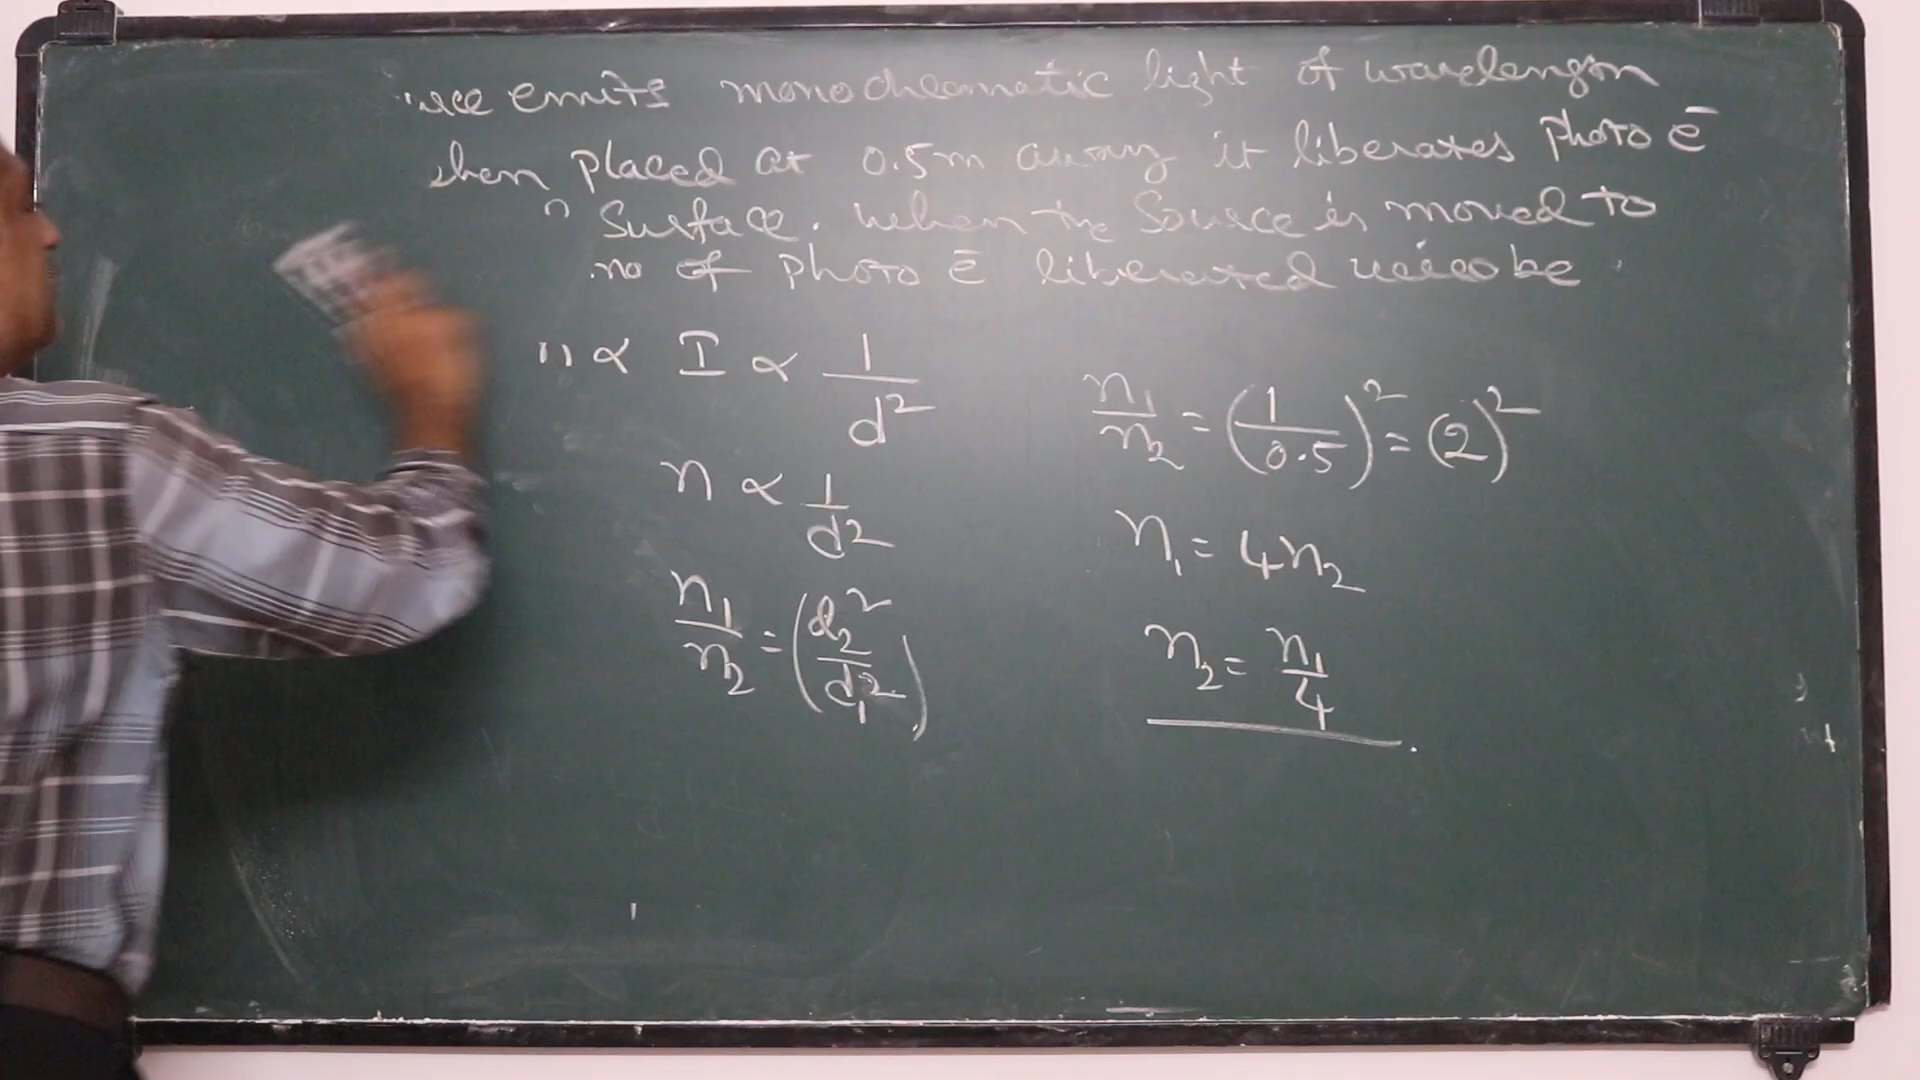 emits monochromatic light of wavelength
when placed at 0.5m away it liberates photo ē
surface. When the source is moved to
no of photo ē liberated will be
n ∝ I ∝ 1/d²
n ∝ 1/d²
n₁/n₂ = (d₂²/d₁²)
n₁/n₂ = (1/0.5)² = (2)²
n₁ = 4n₂
n₂ = n₁/4